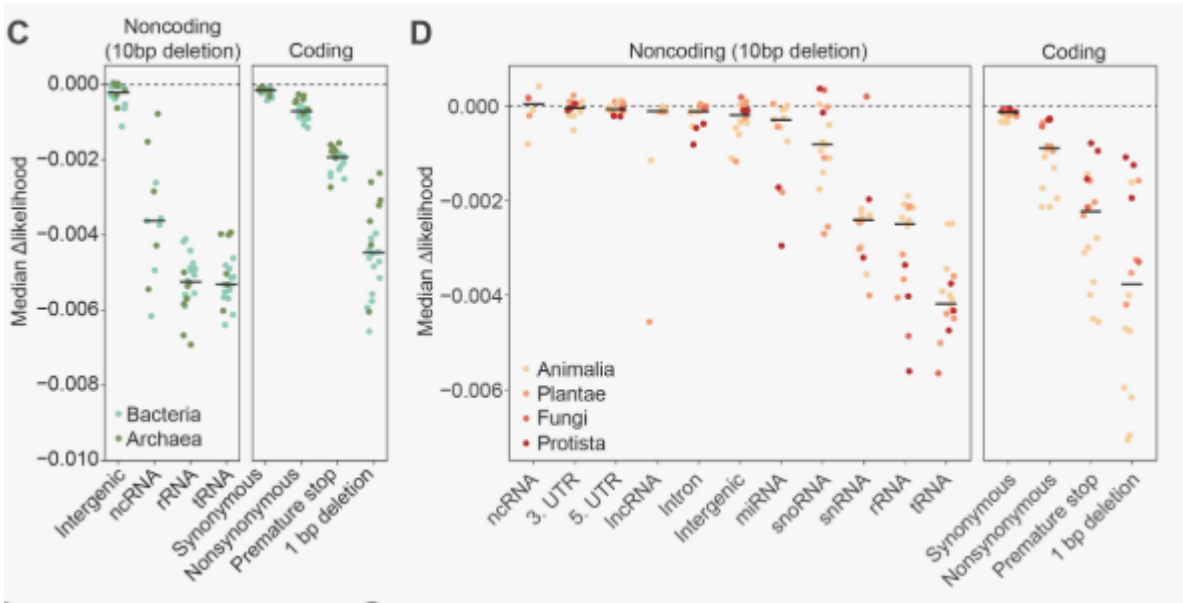 C
Noncoding
(10bp deletion)
Coding
Median Δlikelihood
0.000
−0.002
−0.004
−0.006
−0.008
−0.010
Bacteria
Archaea
Intergenic
ncRNA
rRNA
tRNA
Synonymous
Nonsynonymous
Premature stop
1 bp deletion
D
Noncoding (10bp deletion)
Coding
Median Δlikelihood
0.000
−0.002
−0.004
−0.006
Animalia
Plantae
Fungi
Protista
ncRNA
3. UTR
5. UTR
lncRNA
Intron
Intergenic
miRNA
snoRNA
snRNA
rRNA
tRNA
Synonymous
Nonsynonymous
Premature stop
1 bp deletion